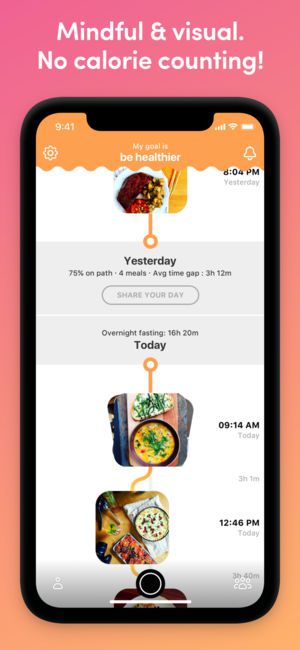 Mindful & visual.
No calorie counting!
9:41
My goal is
be healthier
8:04 PM
Yesterday
Yesterday
75% on path · 4 meals · Avg time gap : 3h 12m
SHARE YOUR DAY
Overnight fasting: 16h 20m
Today
09:14 AM
Today
3h 1m
12:46 PM
Today
3h 40m